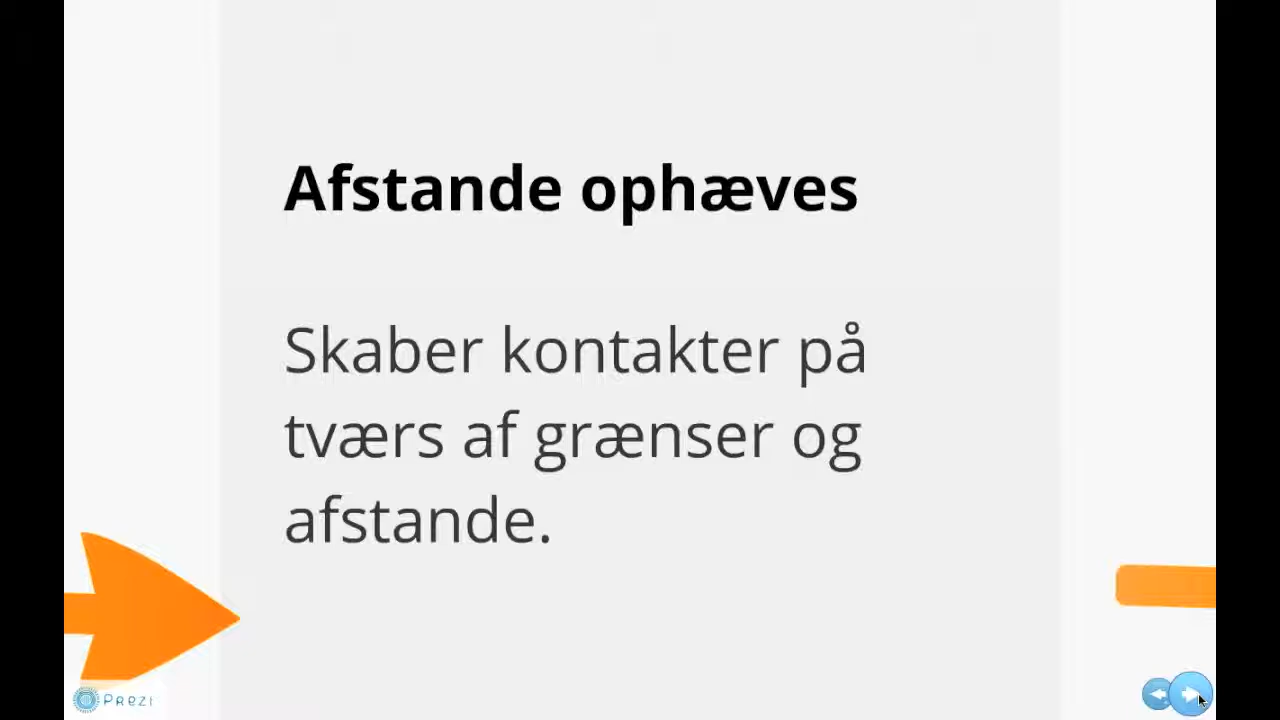 Afstande ophæves
Skaber kontakter på
tværs af grænser og
afstande.
Prezi